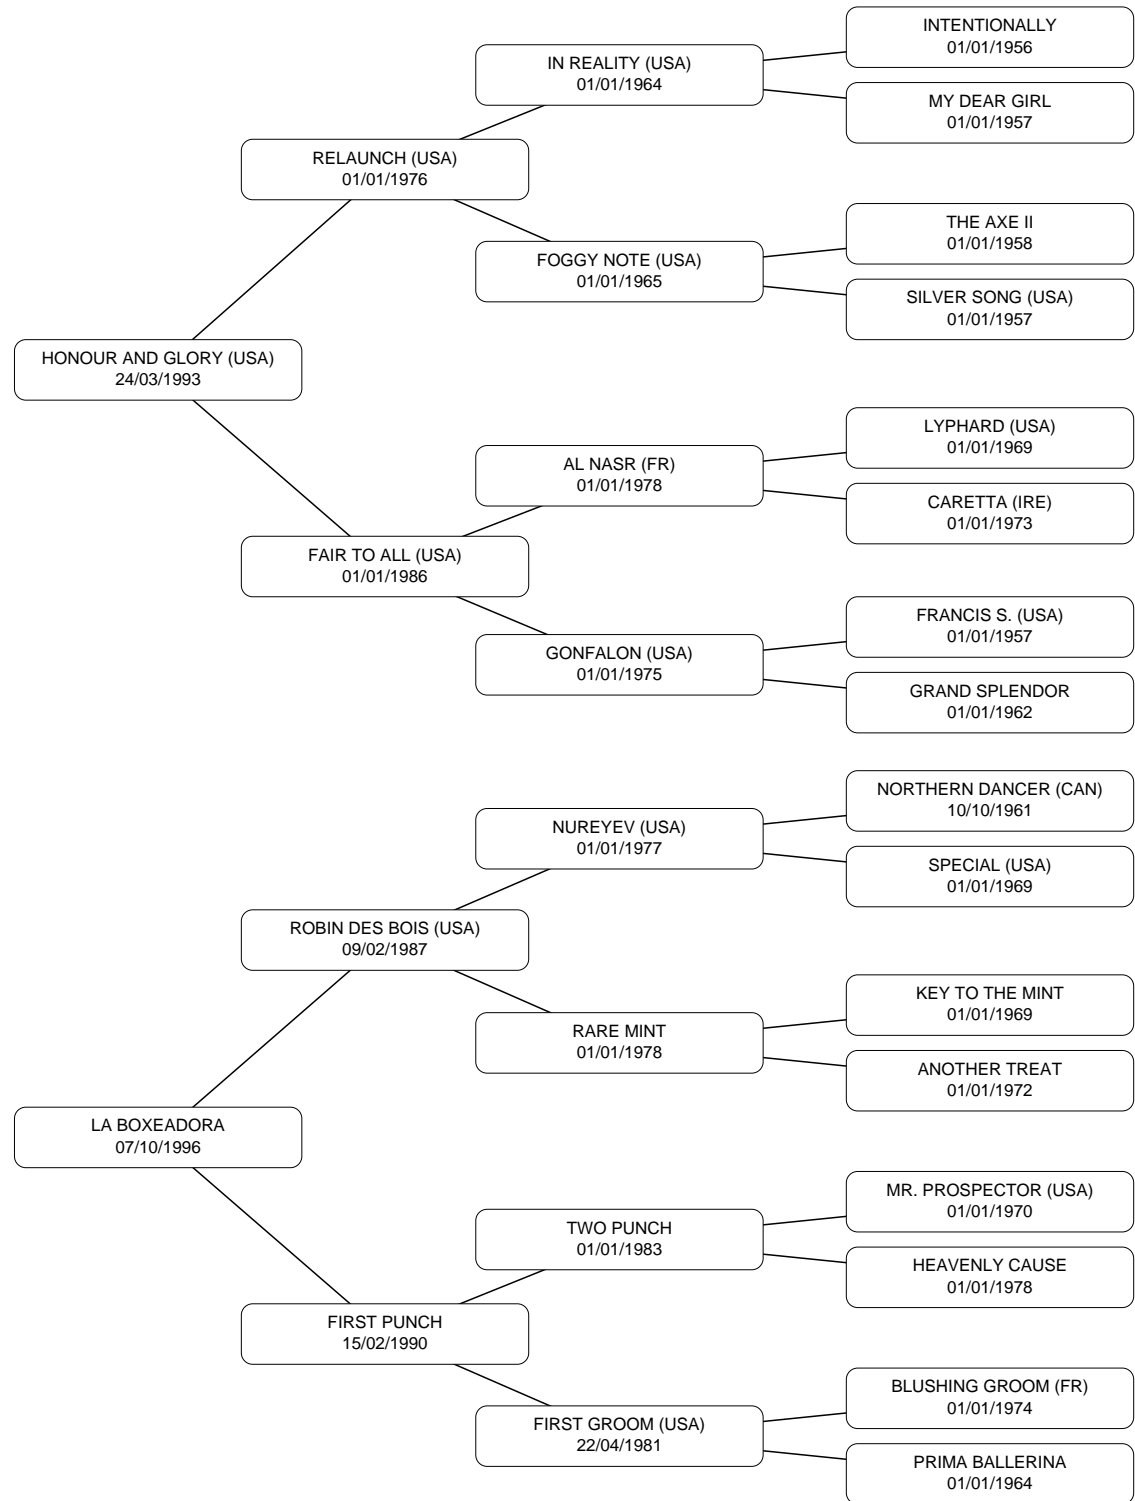 INTENTIONALLY
01/01/1956
IN REALITY (USA)
01/01/1964
MY DEAR GIRL
01/01/1957
RELAUNCH (USA)
01/01/1976
THE AXE II
01/01/1958
FOGGY NOTE (USA)
01/01/1965
SILVER SONG (USA)
01/01/1957
HONOUR AND GLORY (USA)
24/03/1993
LYPHARD (USA)
01/01/1969
AL NASR (FR)
01/01/1978
CARETTA (IRE)
01/01/1973
FAIR TO ALL (USA)
01/01/1986
FRANCIS S. (USA)
01/01/1957
GONFALON (USA)
01/01/1975
GRAND SPLENDOR
01/01/1962
NORTHERN DANCER (CAN)
10/10/1961
NUREYEV (USA)
01/01/1977
SPECIAL (USA)
01/01/1969
ROBIN DES BOIS (USA)
09/02/1987
KEY TO THE MINT
01/01/1969
RARE MINT
01/01/1978
ANOTHER TREAT
01/01/1972
LA BOXEADORA
07/10/1996
MR. PROSPECTOR (USA)
01/01/1970
TWO PUNCH
01/01/1983
HEAVENLY CAUSE
01/01/1978
FIRST PUNCH
15/02/1990
BLUSHING GROOM (FR)
01/01/1974
FIRST GROOM (USA)
22/04/1981
PRIMA BALLERINA
01/01/1964